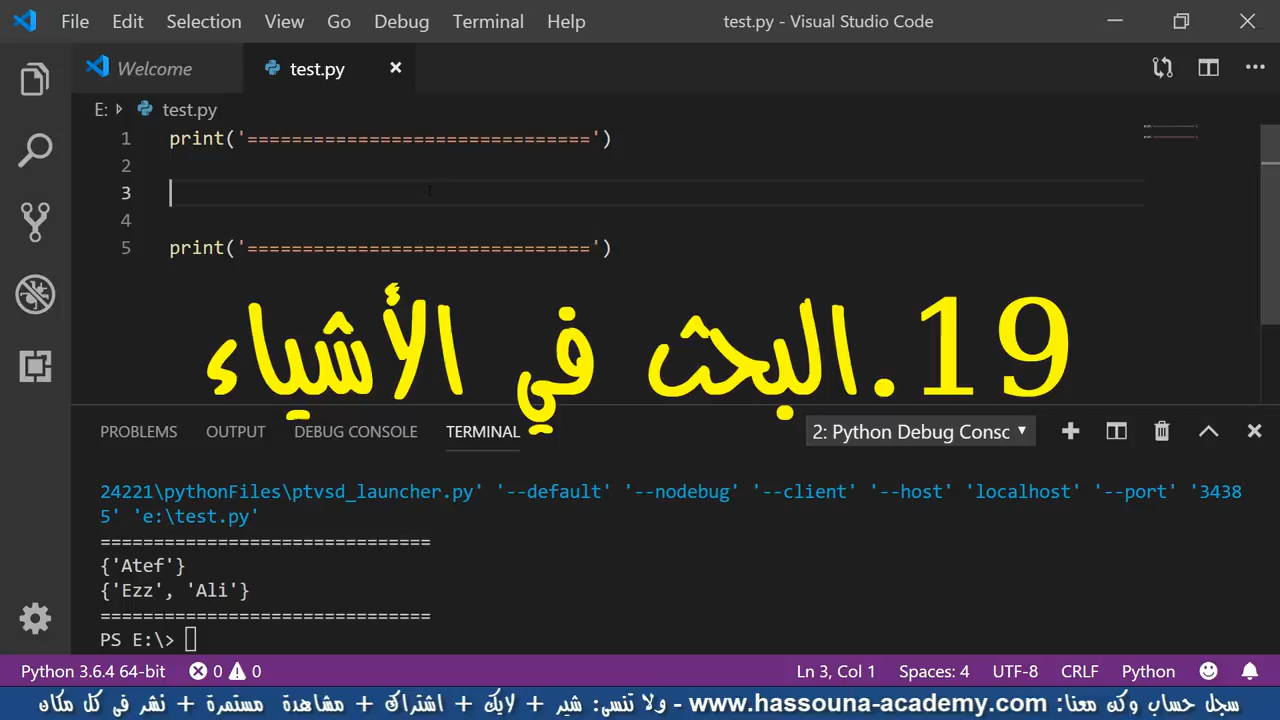 File Edit Selection View Go Debug Terminal Help test.py - Visual Studio Code
Welcome test.py
E: test.py
1 print('=============================')
2
3
4
5 print('=============================')
19.البحث في الأشياء
PROBLEMS OUTPUT DEBUG CONSOLE TERMINAL 2: Python Debug Consc
24221\pythonFiles\ptvsd_launcher.py' '--default' '--nodebug' '--client' '--host' 'localhost' '--port' '3438
5' 'e:\test.py'
=============================
{'Atef'}
{'Ezz', 'Ali'}
=============================
PS E:\>
Python 3.6.4 64-bit 0 0 Ln 3, Col 1 Spaces: 4 UTF-8 CRLF Python
سجل حساب وكن معنا: www.hassouna-academy.com - ولا تنسى: شير + لايك + اشتراك + مشاهدة مستمرة + نشر في كل مكان